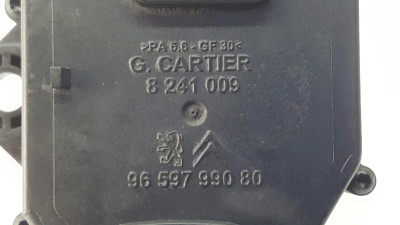 >PA 6.6 - GF 30<
G. CARTIER
8 241 009
96 597 990 80